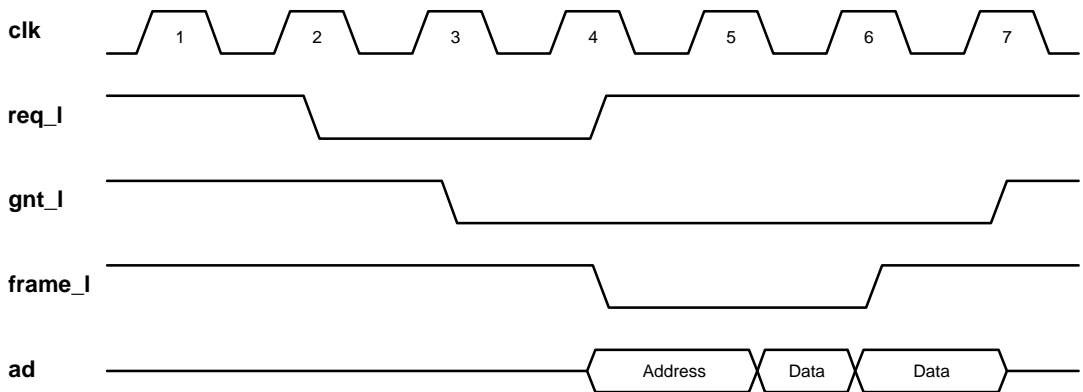 clk 1 2 3 4 5 6 7
req_l
gnt_l
frame_l
ad Address Data Data